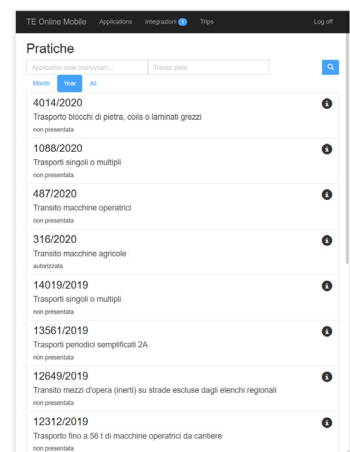 TE Online Mobile Applications Integrazioni 1 Trips Log off
Pratiche
Application code (num/year)... Tractor plate
Month Year All
4014/2020
Trasporto blocchi di pietra, coils o laminati grezzi
non presentata
1088/2020
Trasporti singoli o multipli
non presentata
487/2020
Transito macchine operatrici
non presentata
316/2020
Transito macchine agricole
autorizzata
14019/2019
Trasporti singoli o multipli
non presentata
13561/2019
Trasporti periodici semplificati 2A
non presentata
12649/2019
Transito mezzi d'opera (inerti) su strade escluse dagli elenchi regionali
non presentata
12312/2019
Trasporto fino a 56 t di macchine operatrici da cantiere
non presentata